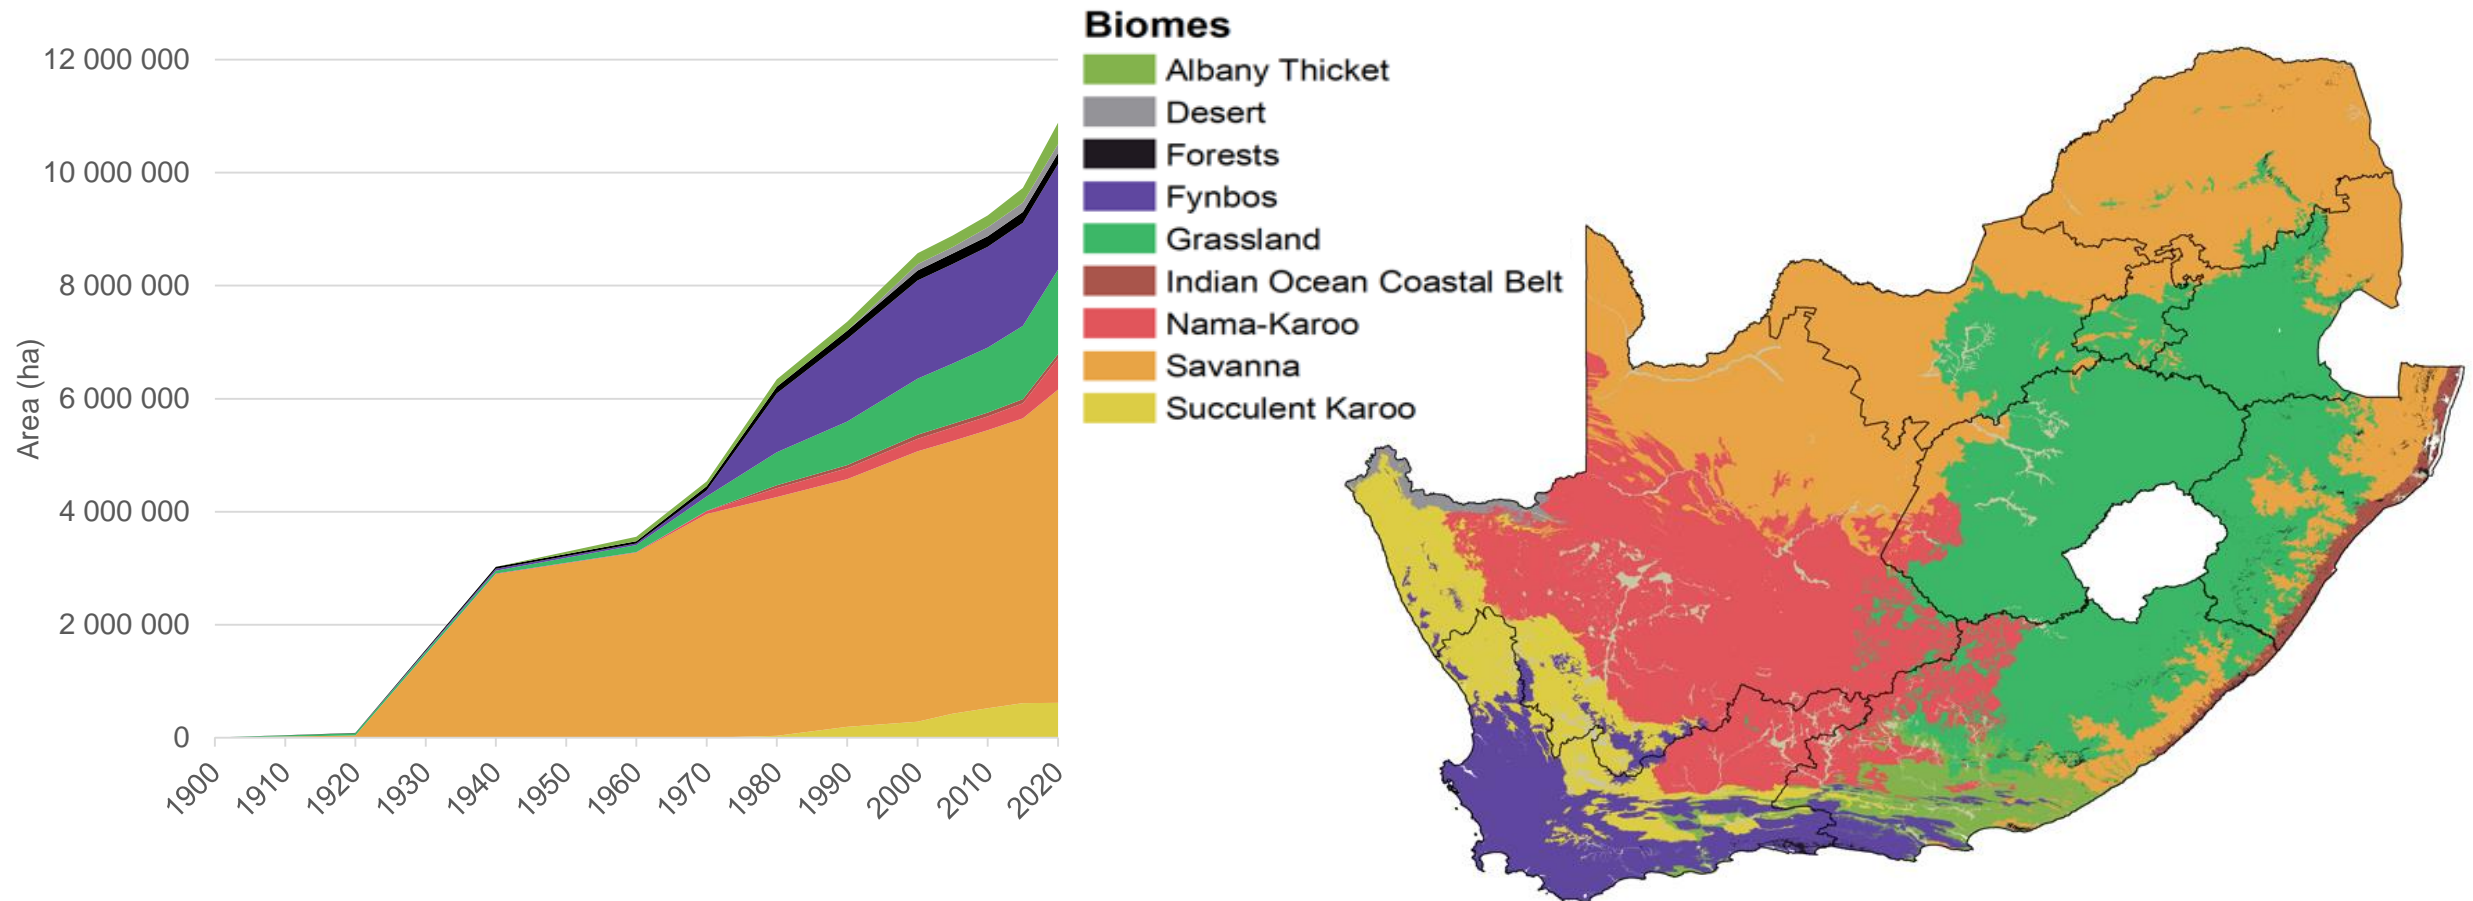 12 000 000
10 000 000
8 000 000
6 000 000
4 000 000
2 000 000
0
Area (ha)
1900
1910
1920
1930
1940
1950
1960
1970
1980
1990
2000
2010
2020
Biomes
Albany Thicket
Desert
Forests
Fynbos
Grassland
Indian Ocean Coastal Belt
Nama-Karoo
Savanna
Succulent Karoo